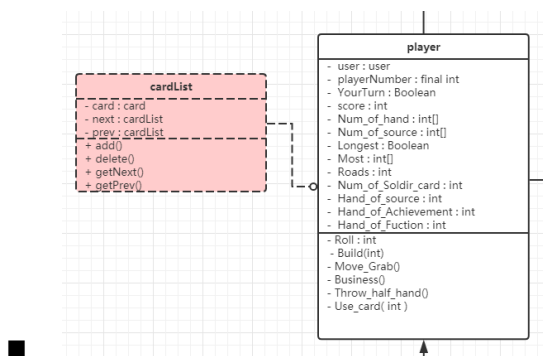 cardList
- card : card
- next : cardList
- prev : cardList
+ add()
+ delete()
+ getNext()
+ getPrev()
player
- user : user
- playerNumber : final int
- YourTurn : Boolean
- score : int
- Num_of_hand : int[]
- Num_of_source : int[]
- Longest : Boolean
- Most : int[]
- Roads : int
- Num_of_Soldir_card : int
- Hand_of_source : int
- Hand_of_Achievement : int
- Hand_of_Fuction : int
- Roll : int
- Build(int)
- Move_Grab()
- Business()
- Throw_half_hand()
- Use_card( int )